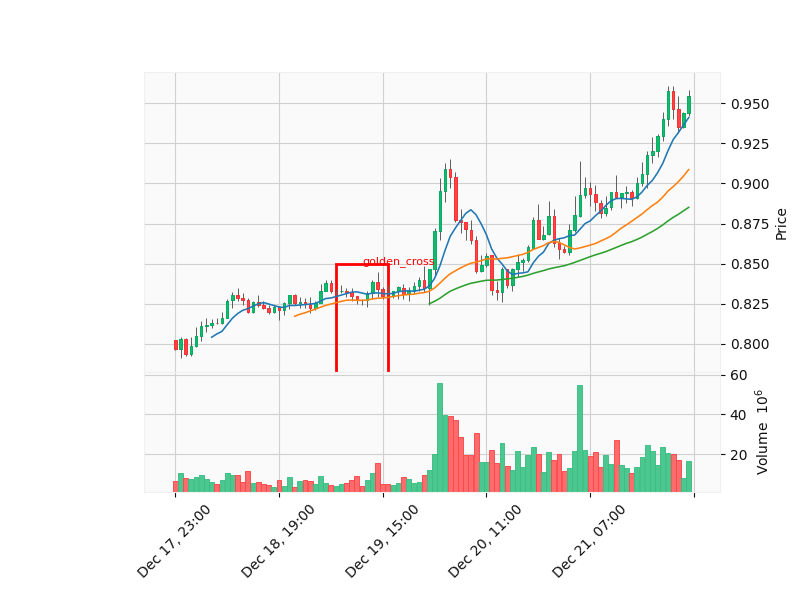 golden_cross
0.950
0.925
0.900
0.875
0.850
0.825
0.800
Price
60
40
20
Volume 10⁶
Dec 17, 23:00
Dec 18, 19:00
Dec 19, 15:00
Dec 20, 11:00
Dec 21, 07:00